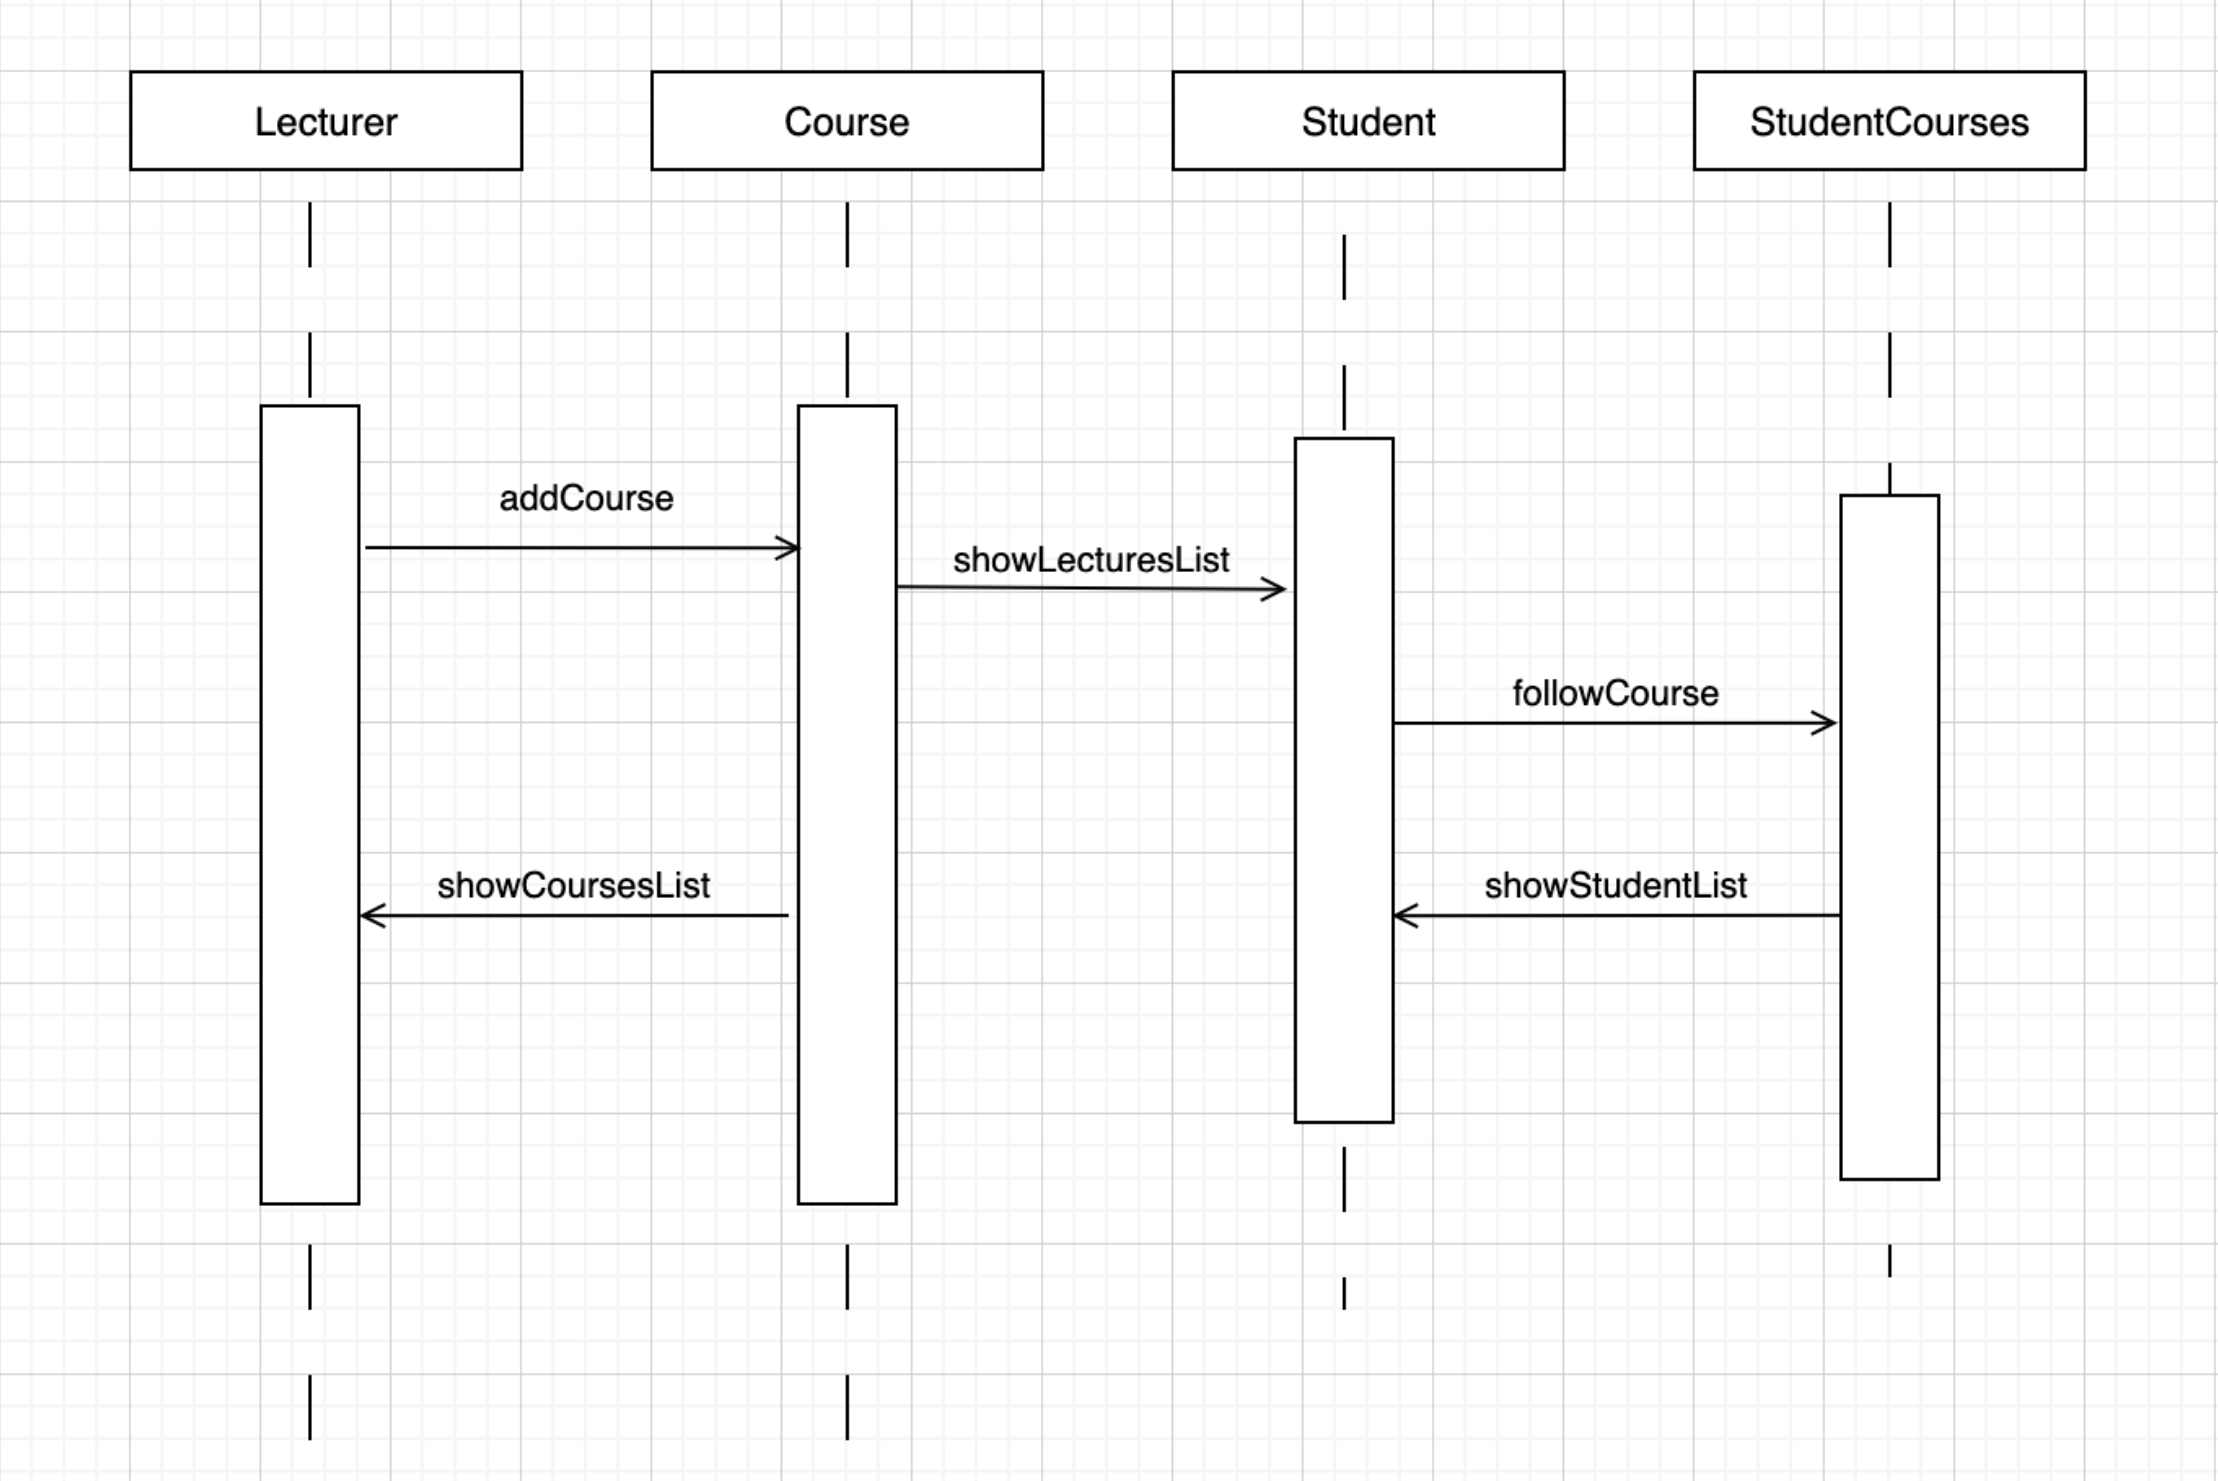 Lecturer
Course
Student
StudentCourses
addCourse
showLecturesList
followCourse
showCoursesList
showStudentList